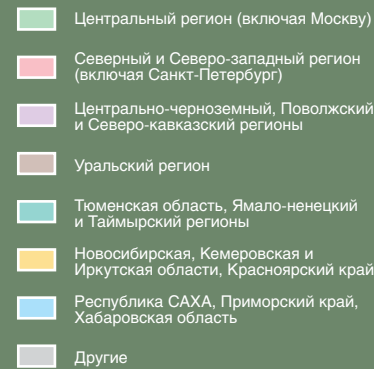 Центральный регион (включая Москву)
Северный и Северо-западный регион
(включая Санкт-Петербург)
Центрально-черноземный, Поволжский
и Северо-кавказский регионы
Уральский регион
Тюменская область, Ямало-ненецкий
и Таймырский регионы
Новосибирская, Кемеровская и
Иркутская области, Красноярский край
Республика САХА, Приморский край,
Хабаровская область
Другие